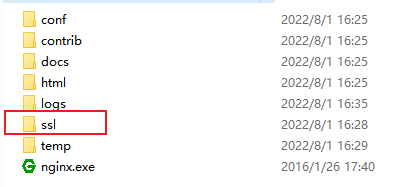 conf 2022/8/1 16:25
contrib 2022/8/1 16:25
docs 2022/8/1 16:25
html 2022/8/1 16:25
logs 2022/8/1 16:35
ssl 2022/8/1 16:28
temp 2022/8/1 16:29
nginx.exe 2016/1/26 17:40